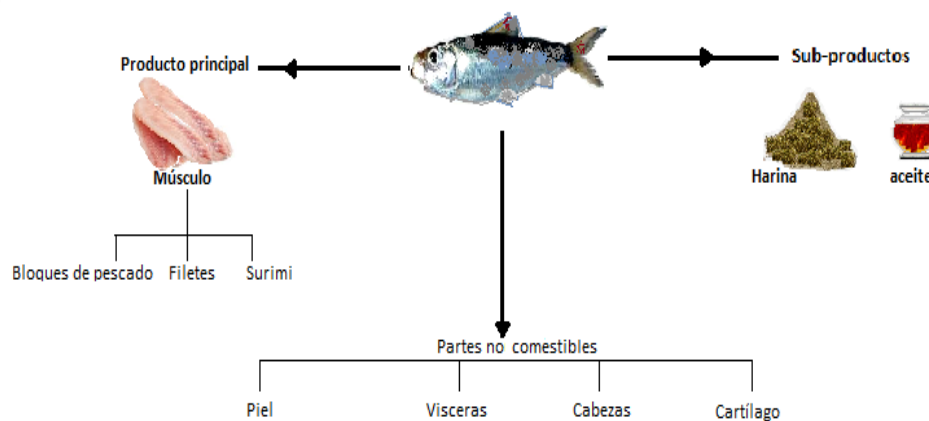 Producto principal
Sub-productos
Músculo
Harina
aceite
Bloques de pescado
Filetes
Surimi
Partes no comestibles
Piel
Visceras
Cabezas
Cartílago